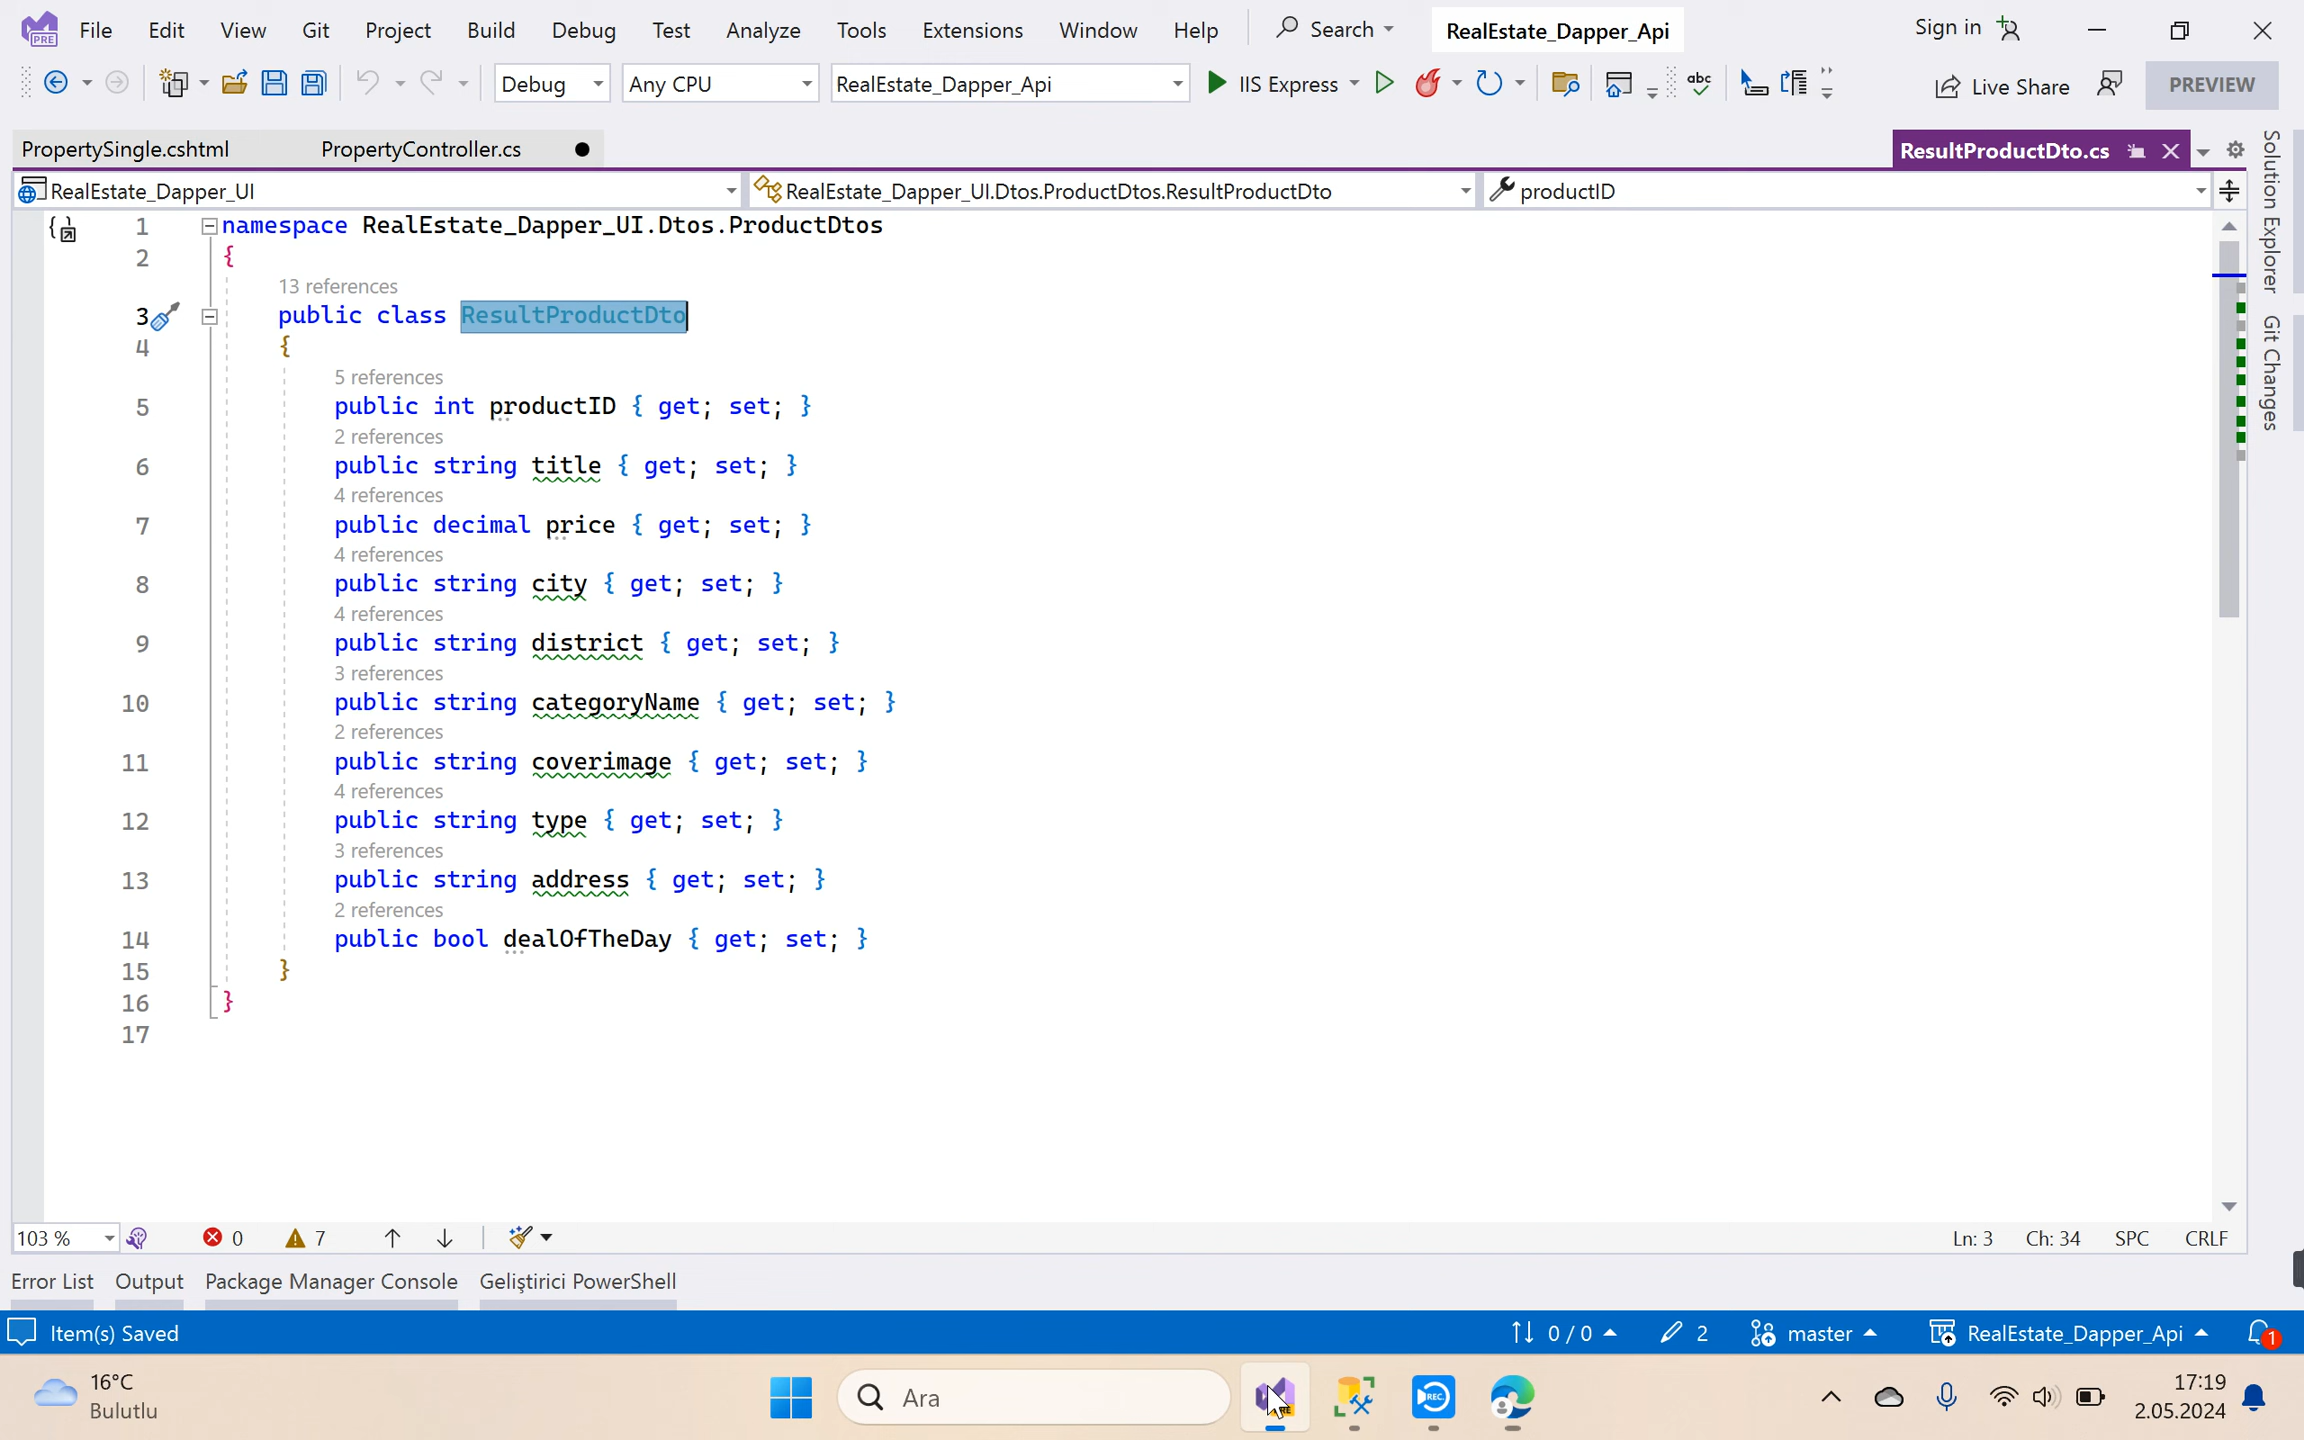 File Edit View Git Project Build Debug Test Analyze Tools Extensions Window Help Search RealEstate_Dapper_Api Sign in
PRE
Debug Any CPU RealEstate_Dapper_Api IIS Express abc Live Share PREVIEW
PropertySingle.cshtml PropertyController.cs ResultProductDto.cs
RealEstate_Dapper_UI RealEstate_Dapper_UI.Dtos.ProductDtos.ResultProductDto productID
Solution Explorer
Git Changes
1 namespace RealEstate_Dapper_UI.Dtos.ProductDtos
2 {
13 references
3 public class ResultProductDto
4 {
5 references
5 public int productID { get; set; }
2 references
6 public string title { get; set; }
4 references
7 public decimal price { get; set; }
4 references
8 public string city { get; set; }
4 references
9 public string district { get; set; }
3 references
10 public string categoryName { get; set; }
2 references
11 public string coverimage { get; set; }
4 references
12 public string type { get; set; }
3 references
13 public string address { get; set; }
2 references
14 public bool dealOfTheDay { get; set; }
15 }
16 }
17
103 % 0 7 Ln: 3 Ch: 34 SPC CRLF
Error List Output Package Manager Console Geliştirici PowerShell
Item(s) Saved 0 / 0 2 master RealEstate_Dapper_Api 1
16°C
Bulutlu
Ara
REC
17:19
2.05.2024